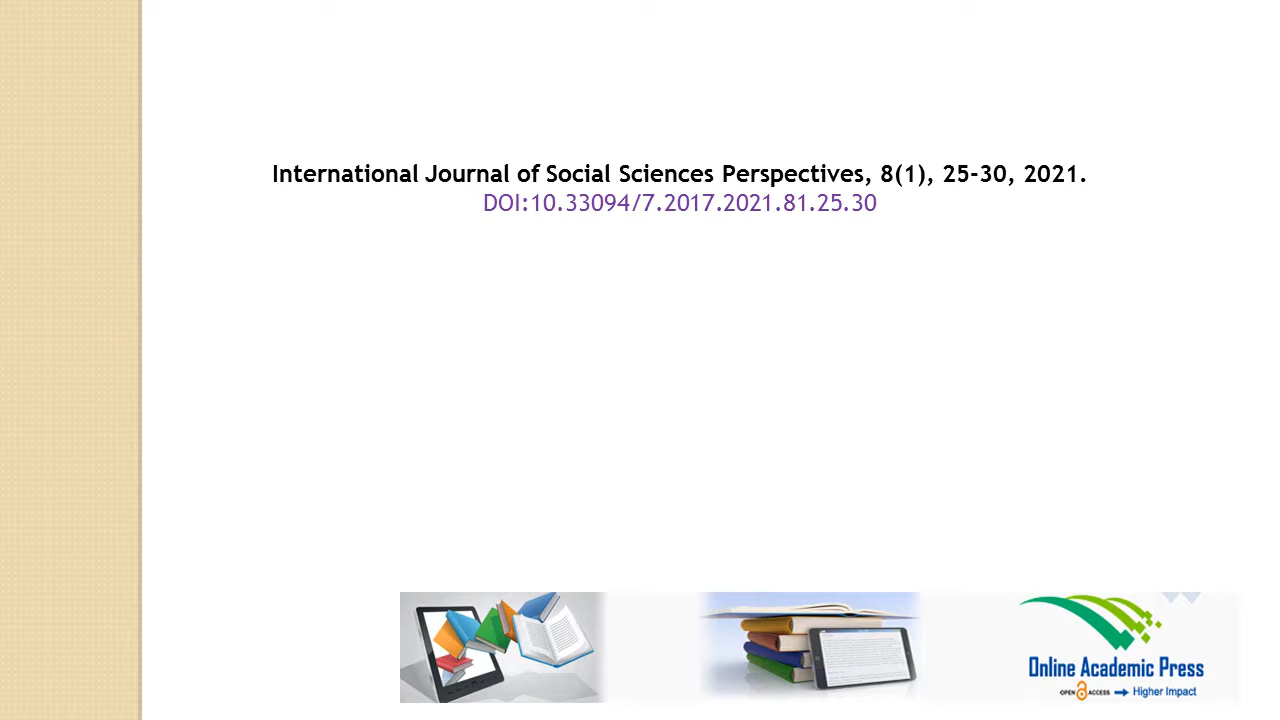 International Journal of Social Sciences Perspectives, 8(1), 25-30, 2021.
DOI:10.33094/7.2017.2021.81.25.30
Online Academic Press
OPEN ACCESS Higher Impact